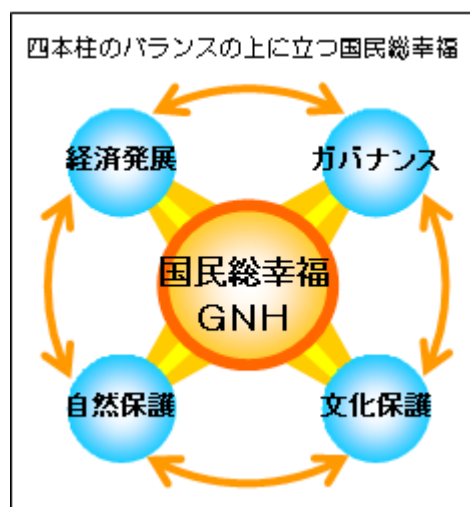 四本柱のバランスの上に立つ国民総幸福
経済発展
ガバナンス
国民総幸福
GNH
自然保護
文化保護